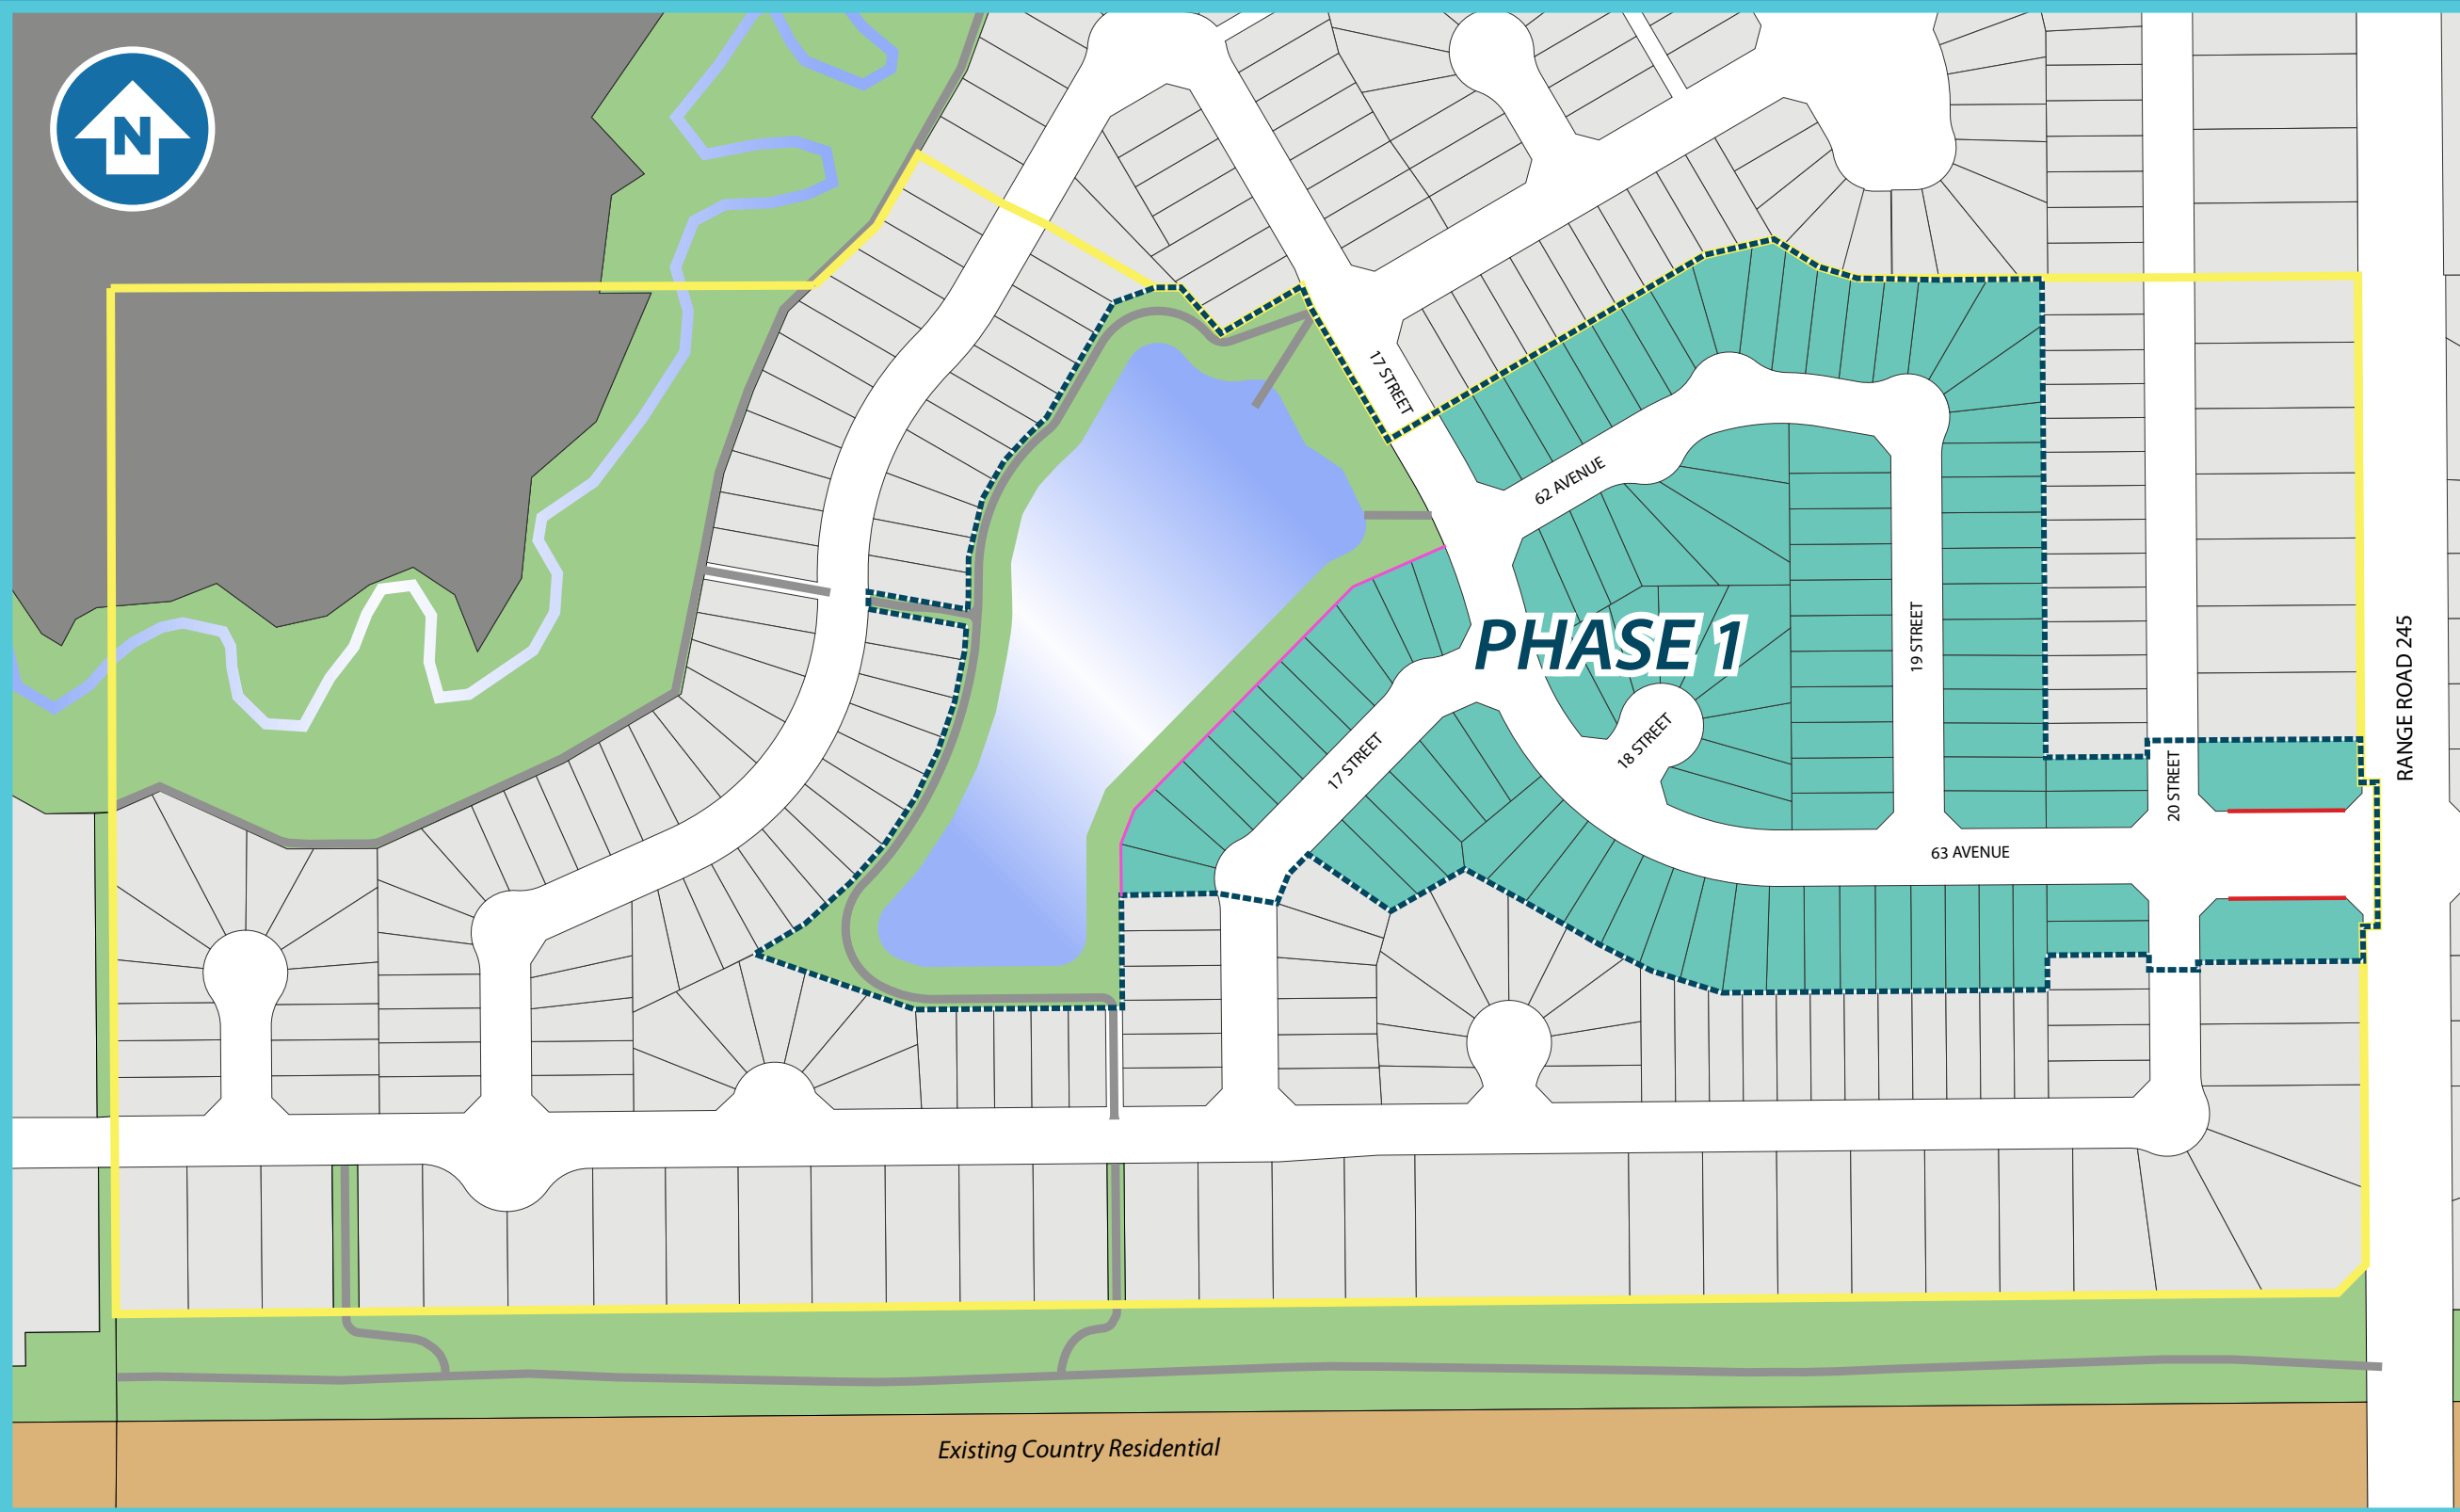 N
17 STREET
62 AVENUE
PHASE 1
19 STREET
RANGE ROAD 245
18 STREET
17 STREET
20 STREET
63 AVENUE
Existing Country Residential